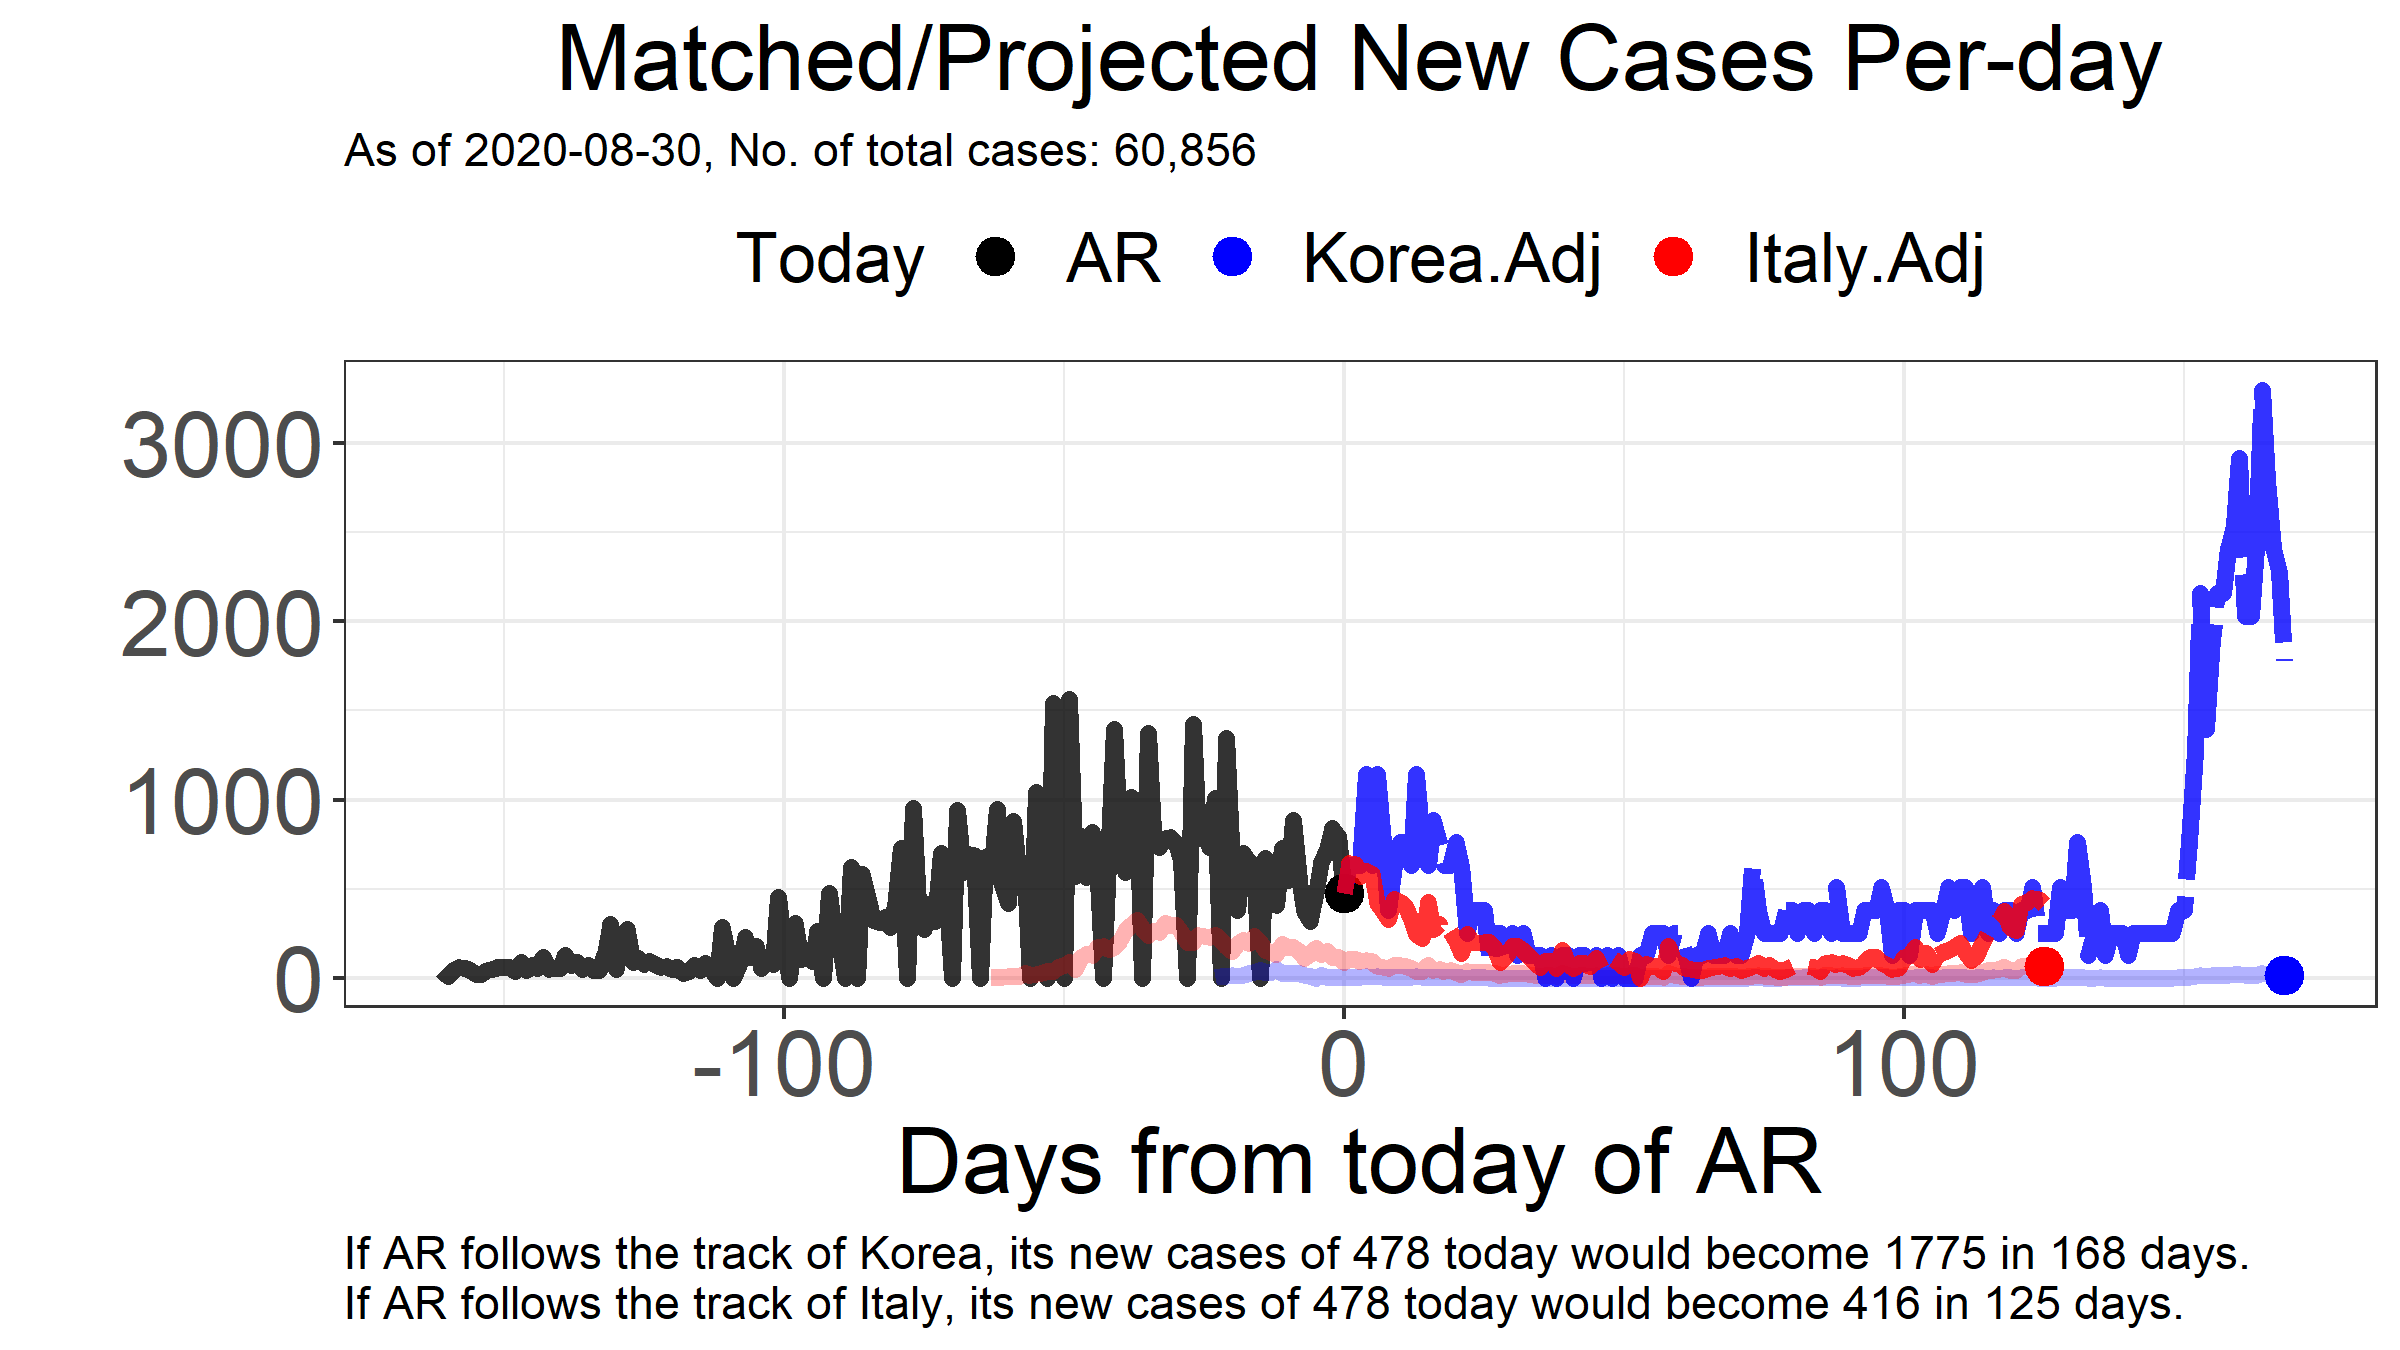 Matched/Projected New Cases Per-day
As of 2020-08-30, No. of total cases: 60,856
Today AR Korea.Adj Italy.Adj
3000
2000
1000
0
-100 0 100
Days from today of AR
If AR follows the track of Korea, its new cases of 478 today would become 1775 in 168 days.
If AR follows the track of Italy, its new cases of 478 today would become 416 in 125 days.